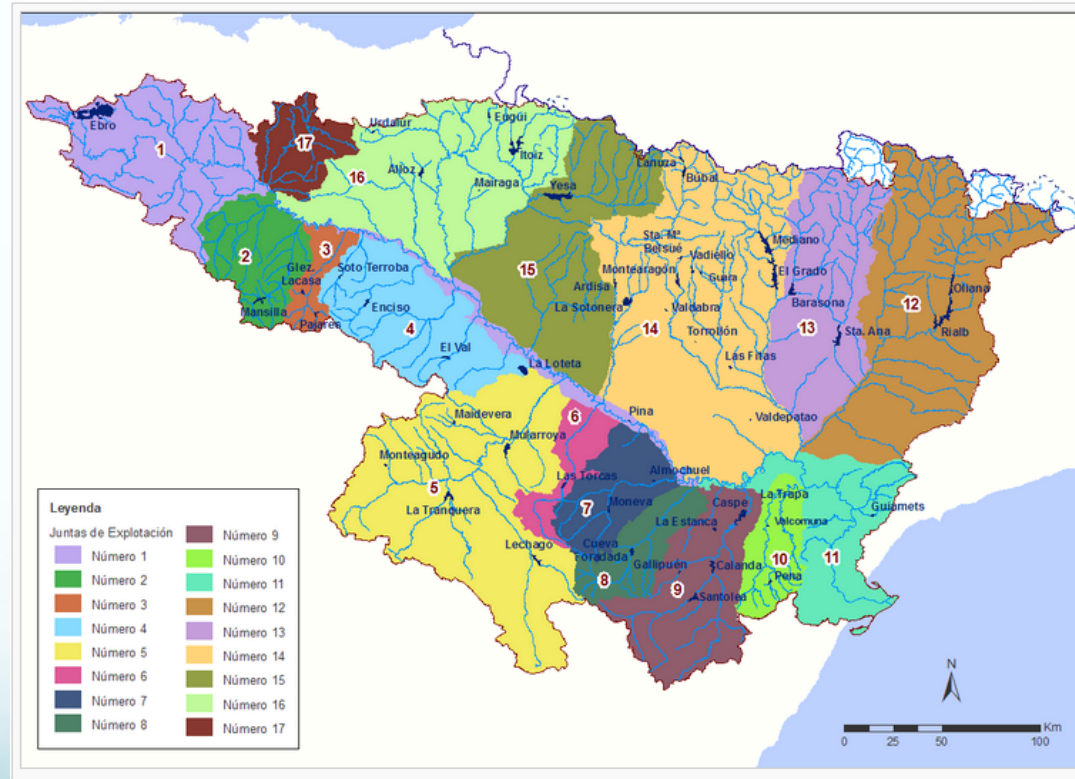 Ebro
1
17
Urdalur
Eugüi
Itoiz
Alloz
16
Mairaga
Yesa
Lanuza
Búbal
2
3
Glez.
Lacasa
Mansilla
Pajares
Soto Terroba
Enciso
4
El Val
15
Ardisa
La Sotonera
Sta. Mª
Belsué
Vadiello
Montearagón
Guara
Valdabra
Torrollón
14
Las Fitas
Mediano
El Grado
Barasona
13
Sta. Ana
12
Oliana
Rialb
La Loteta
Pina
Valdepatao
6
Maidevera
Mularroya
Monteagudo
5
La Tranquera
Lechago
Las Torcas
Almochuel
7
Moneva
Cueva
Foradada
8
La Estanca
Caspe
Gallipuén
Calanda
9
Santolea
La Trapa
Valcomuna
10
Pena
11
Guiamets
Leyenda
Juntas de Explotación
Número 1
Número 2
Número 3
Número 4
Número 5
Número 6
Número 7
Número 8
Número 9
Número 10
Número 11
Número 12
Número 13
Número 14
Número 15
Número 16
Número 17
N
Km
0 25 50 100